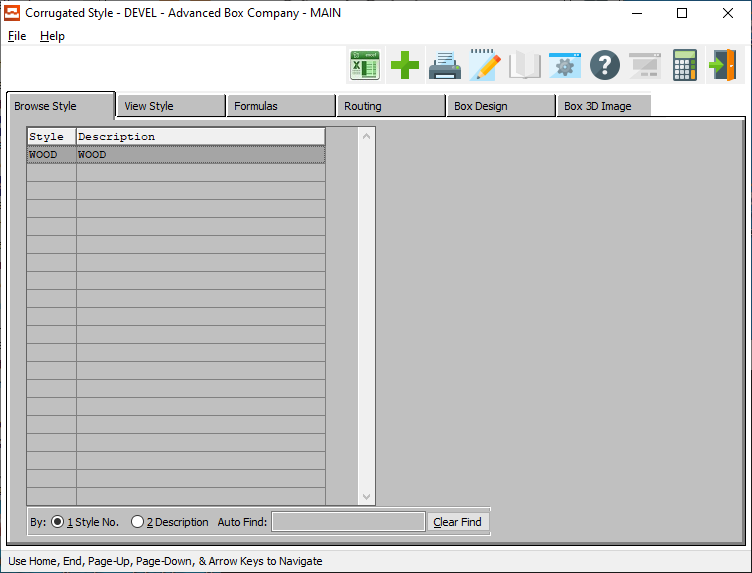 Corrugated Style - DEVEL - Advanced Box Company - MAIN
File Help
Browse Style View Style Formulas Routing Box Design Box 3D Image
Style Description
WOOD WOOD
By: 1 Style No. 2 Description Auto Find: Clear Find
Use Home, End, Page-Up, Page-Down, & Arrow Keys to Navigate